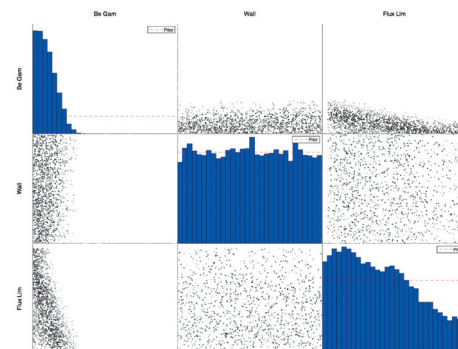 Be Gam Wall Flux Lim
Be Gam
Prior
Wall
Prior
Flux Lim